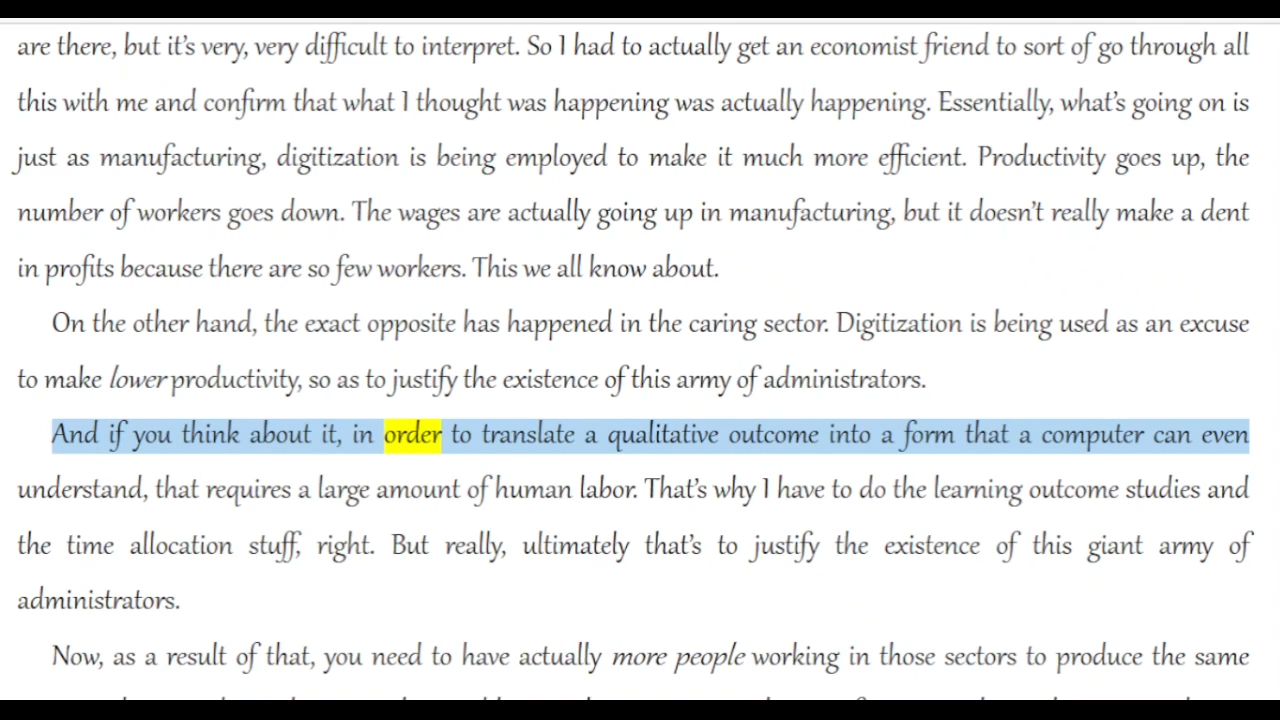 are there, but it's very, very difficult to interpret. So I had to actually get an economist friend to sort of go through all
this with me and confirm that what I thought was happening was actually happening. Essentially, what's going on is
just as manufacturing, digitization is being employed to make it much more efficient. Productivity goes up, the
number of workers goes down. The wages are actually going up in manufacturing, but it doesn't really make a dent
in profits because there are so few workers. This we all know about.
On the other hand, the exact opposite has happened in the caring sector. Digitization is being used as an excuse
to make lower productivity, so as to justify the existence of this army of administrators.
And if you think about it, in order to translate a qualitative outcome into a form that a computer can even
understand, that requires a large amount of human labor. That's why I have to do the learning outcome studies and
the time allocation stuff, right. But really, ultimately that's to justify the existence of this giant army of
administrators.
Now, as a result of that, you need to have actually more people working in those sectors to produce the same